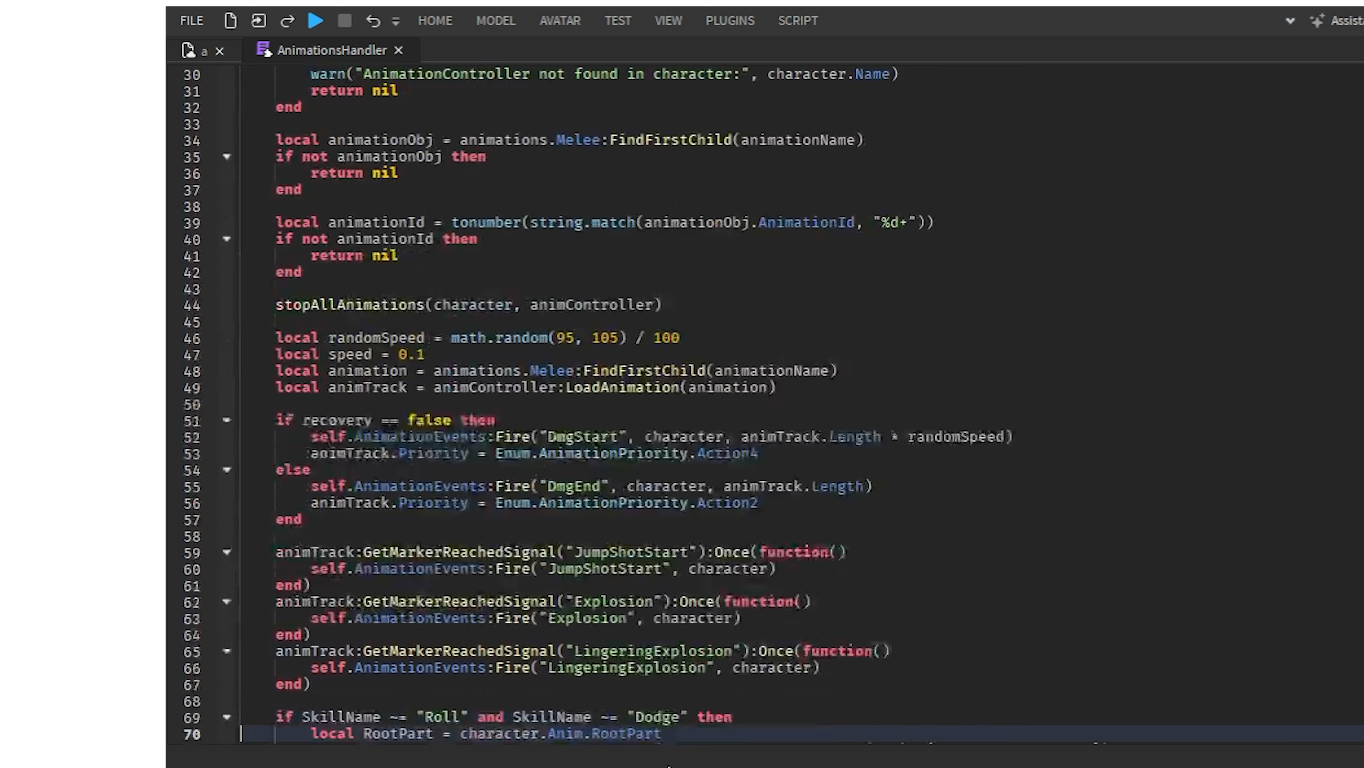 FILE HOME MODEL AVATAR TEST VIEW PLUGINS SCRIPT Assist
a AnimationsHandler
30 warn("AnimationController not found in character:", character.Name)
31 return nil
32 end
33
34 local animationObj = animations.Melee:FindFirstChild(animationName)
35 if not animationObj then
36 return nil
37 end
38
39 local animationId = tonumber(string.match(animationObj.AnimationId, "%d+"))
40 if not animationId then
41 return nil
42 end
43
44 stopAllAnimations(character, animController)
45
46 local randomSpeed = math.random(95, 105) / 100
47 local speed = 0.1
48 local animation = animations.Melee:FindFirstChild(animationName)
49 local animTrack = animController:LoadAnimation(animation)
50
51 if recovery == false then
52 self.AnimationEvents:Fire("DmgStart", character, animTrack.Length * randomSpeed)
53 animTrack.Priority = Enum.AnimationPriority.Action4
54 else
55 self.AnimationEvents:Fire("DmgEnd", character, animTrack.Length)
56 animTrack.Priority = Enum.AnimationPriority.Action2
57 end
58
59 animTrack:GetMarkerReachedSignal("JumpShotStart"):Once(function()
60 self.AnimationEvents:Fire("JumpShotStart", character)
61 end)
62 animTrack:GetMarkerReachedSignal("Explosion"):Once(function()
63 self.AnimationEvents:Fire("Explosion", character)
64 end)
65 animTrack:GetMarkerReachedSignal("LingeringExplosion"):Once(function()
66 self.AnimationEvents:Fire("LingeringExplosion", character)
67 end)
68
69 if SkillName ~= "Roll" and SkillName ~= "Dodge" then
70 local RootPart = character.Anim.RootPart